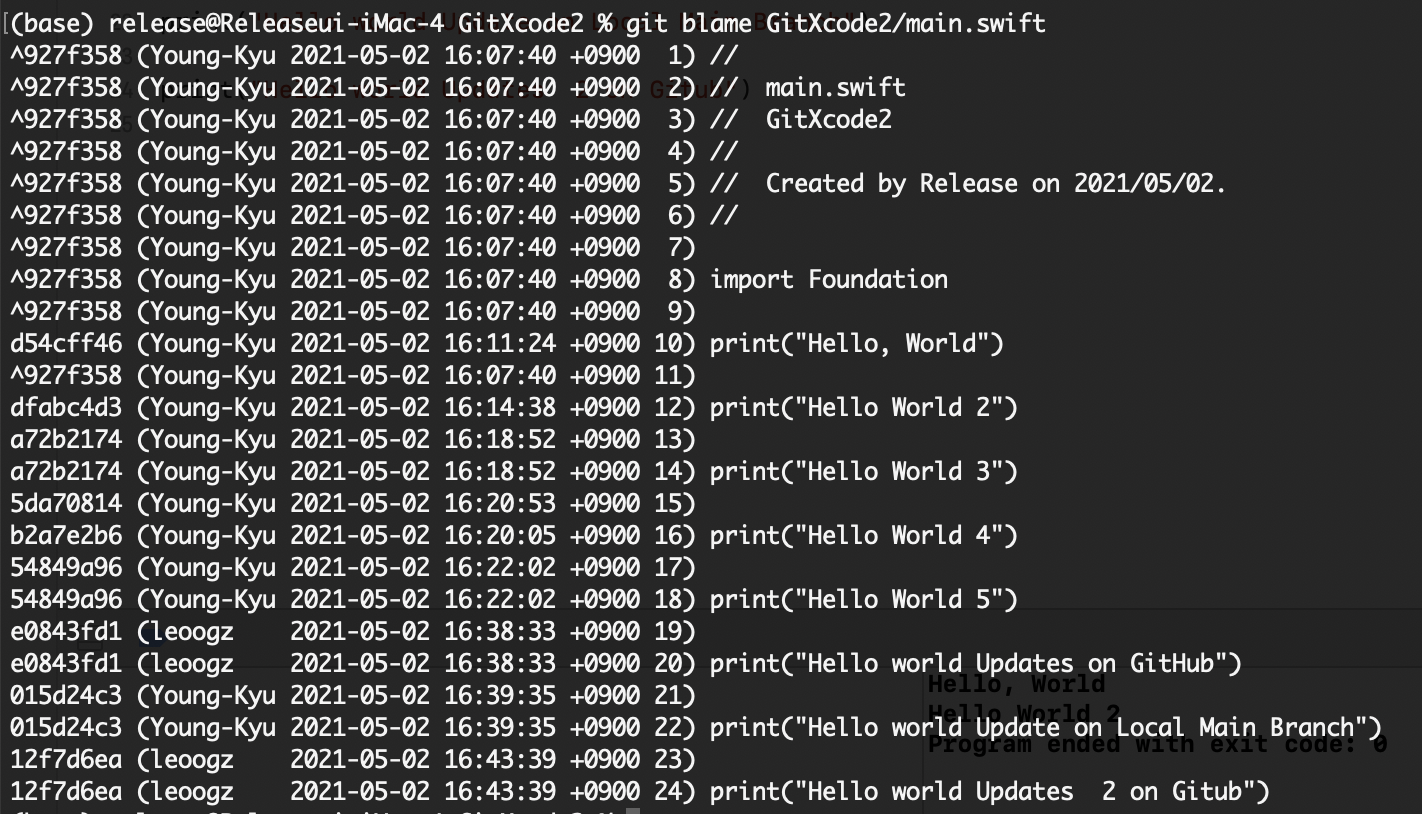 (base) release@Releaseui-iMac-4 GitXcode2 % git blame GitXcode2/main.swift
^927f358 (Young-Kyu 2021-05-02 16:07:40 +0900  1) //
^927f358 (Young-Kyu 2021-05-02 16:07:40 +0900  2) //  main.swift
^927f358 (Young-Kyu 2021-05-02 16:07:40 +0900  3) //  GitXcode2
^927f358 (Young-Kyu 2021-05-02 16:07:40 +0900  4) //
^927f358 (Young-Kyu 2021-05-02 16:07:40 +0900  5) //  Created by Release on 2021/05/02.
^927f358 (Young-Kyu 2021-05-02 16:07:40 +0900  6) //
^927f358 (Young-Kyu 2021-05-02 16:07:40 +0900  7)
^927f358 (Young-Kyu 2021-05-02 16:07:40 +0900  8) import Foundation
^927f358 (Young-Kyu 2021-05-02 16:07:40 +0900  9)
d54cff46 (Young-Kyu 2021-05-02 16:11:24 +0900 10) print("Hello, World")
^927f358 (Young-Kyu 2021-05-02 16:07:40 +0900 11)
dfabc4d3 (Young-Kyu 2021-05-02 16:14:38 +0900 12) print("Hello World 2")
a72b2174 (Young-Kyu 2021-05-02 16:18:52 +0900 13)
a72b2174 (Young-Kyu 2021-05-02 16:18:52 +0900 14) print("Hello World 3")
5da70814 (Young-Kyu 2021-05-02 16:20:53 +0900 15)
b2a7e2b6 (Young-Kyu 2021-05-02 16:20:05 +0900 16) print("Hello World 4")
54849a96 (Young-Kyu 2021-05-02 16:22:02 +0900 17)
54849a96 (Young-Kyu 2021-05-02 16:22:02 +0900 18) print("Hello World 5")
e0843fd1 (leoogz    2021-05-02 16:38:33 +0900 19)
e0843fd1 (leoogz    2021-05-02 16:38:33 +0900 20) print("Hello world Updates on GitHub")
015d24c3 (Young-Kyu 2021-05-02 16:39:35 +0900 21)
Hello, World
015d24c3 (Young-Kyu 2021-05-02 16:39:35 +0900 22) print("Hello world Update on Local Main Branch")
Hello World 2
12f7d6ea (leoogz    2021-05-02 16:43:39 +0900 23)
Program ended with exit code: 0
12f7d6ea (leoogz    2021-05-02 16:43:39 +0900 24) print("Hello world Updates  2 on Gitub")